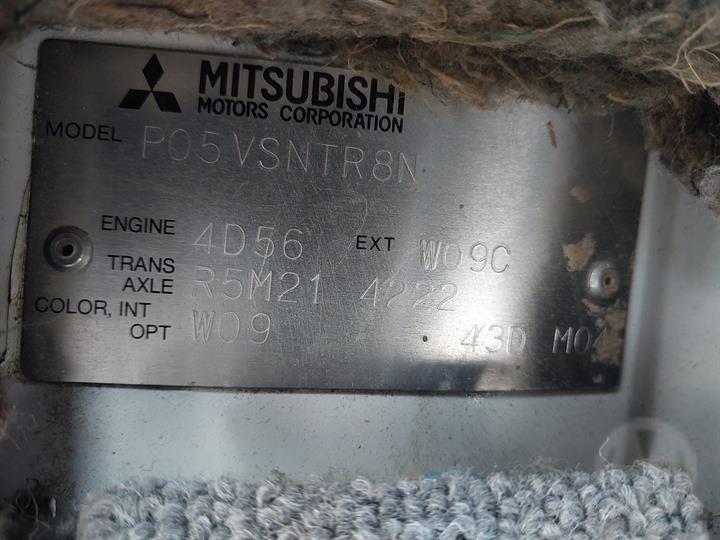 MITSUBISHI
MOTORS CORPORATION
MODEL P05VSNTR8N
ENGINE 4D56 EXT W09C
TRANS
AXLE R5M21 4222
COLOR, INT
OPT W09 43D